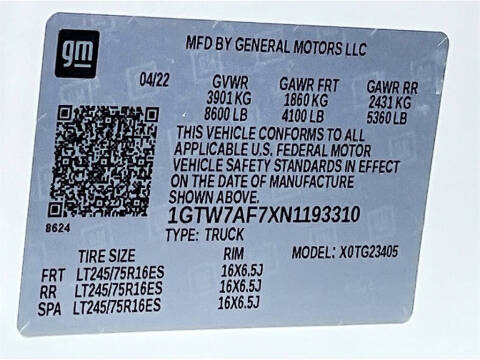 gm
MFD BY GENERAL MOTORS LLC
04/22 GVWR GAWR FRT GAWR RR
3901 KG 1860 KG 2431 KG
8600 LB 4100 LB 5360 LB
THIS VEHICLE CONFORMS TO ALL
APPLICABLE U.S. FEDERAL MOTOR
VEHICLE SAFETY STANDARDS IN EFFECT
ON THE DATE OF MANUFACTURE
SHOWN ABOVE.
8624
1GTW7AF7XN1193310
TYPE: TRUCK MODEL: X0TG23405
TIRE SIZE RIM
FRT LT245/75R16ES 16X6.5J
RR LT245/75R16ES 16X6.5J
SPA LT245/75R16ES 16X6.5J